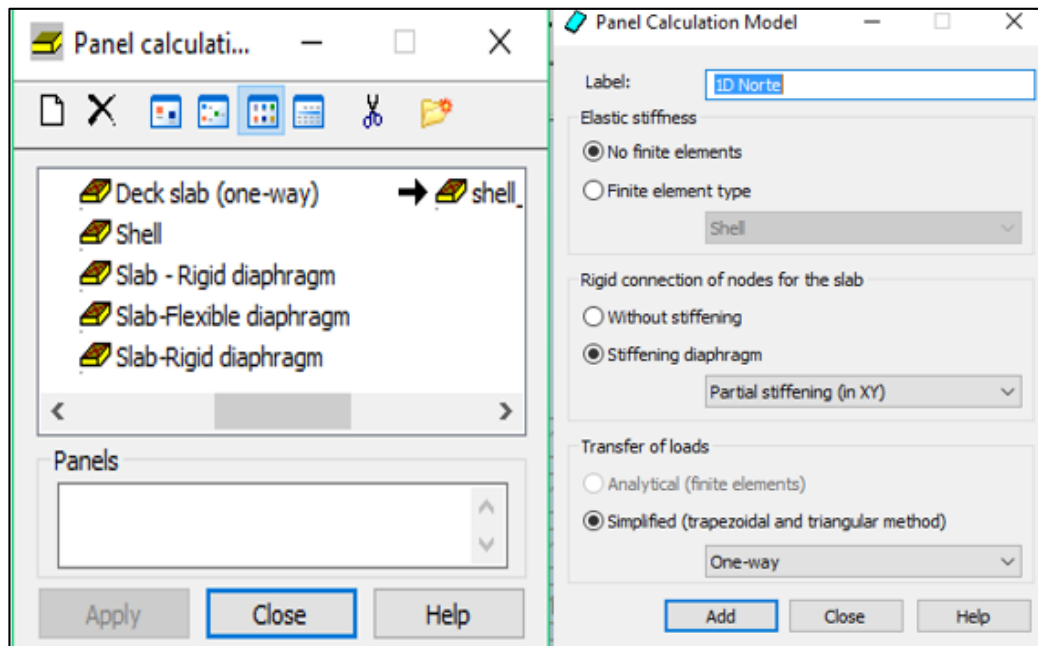 Panel calculati...
Deck slab (one-way)
shell_
Shell
Slab - Rigid diaphragm
Slab-Flexible diaphragm
Slab-Rigid diaphragm
Panels
Apply
Close
Help
Panel Calculation Model
Label:
1D Norte
Elastic stiffness
No finite elements
Finite element type
Shell
Rigid connection of nodes for the slab
Without stiffening
Stiffening diaphragm
Partial stiffening (in XY)
Transfer of loads
Analytical (finite elements)
Simplified (trapezoidal and triangular method)
One-way
Add
Close
Help